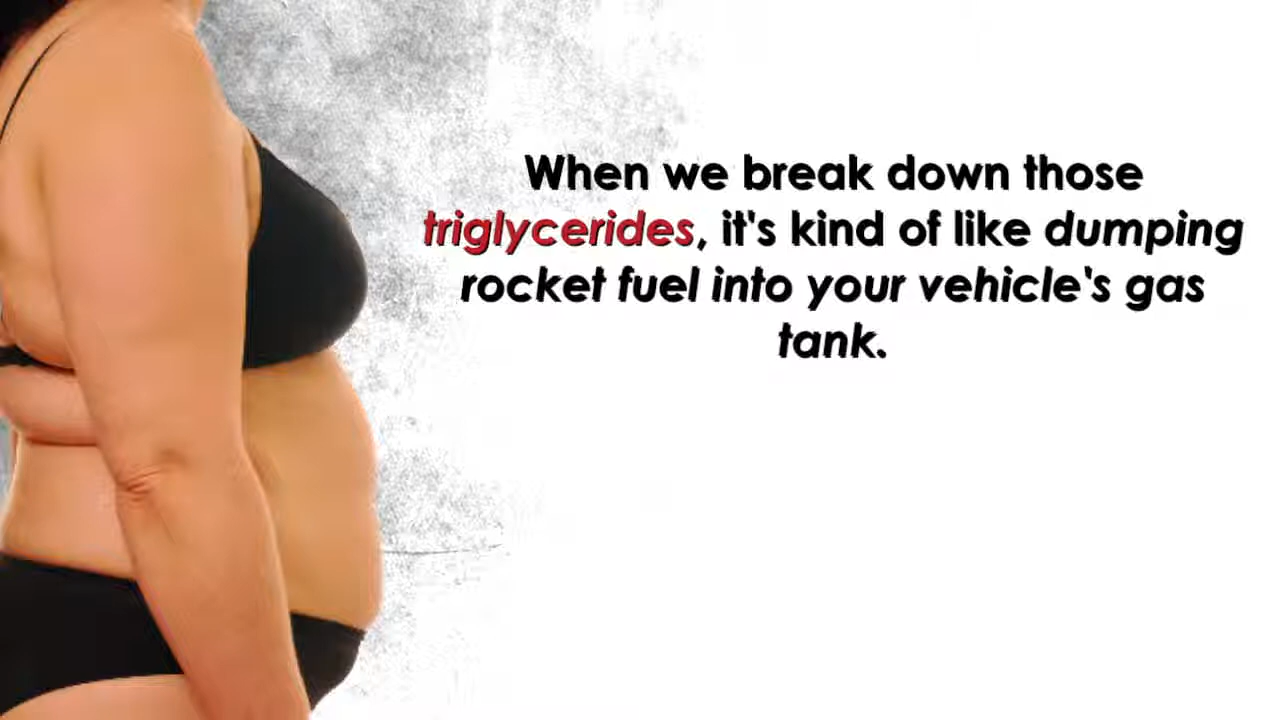 When we break down those
triglycerides, it's kind of like dumping
rocket fuel into your vehicle's gas
tank.